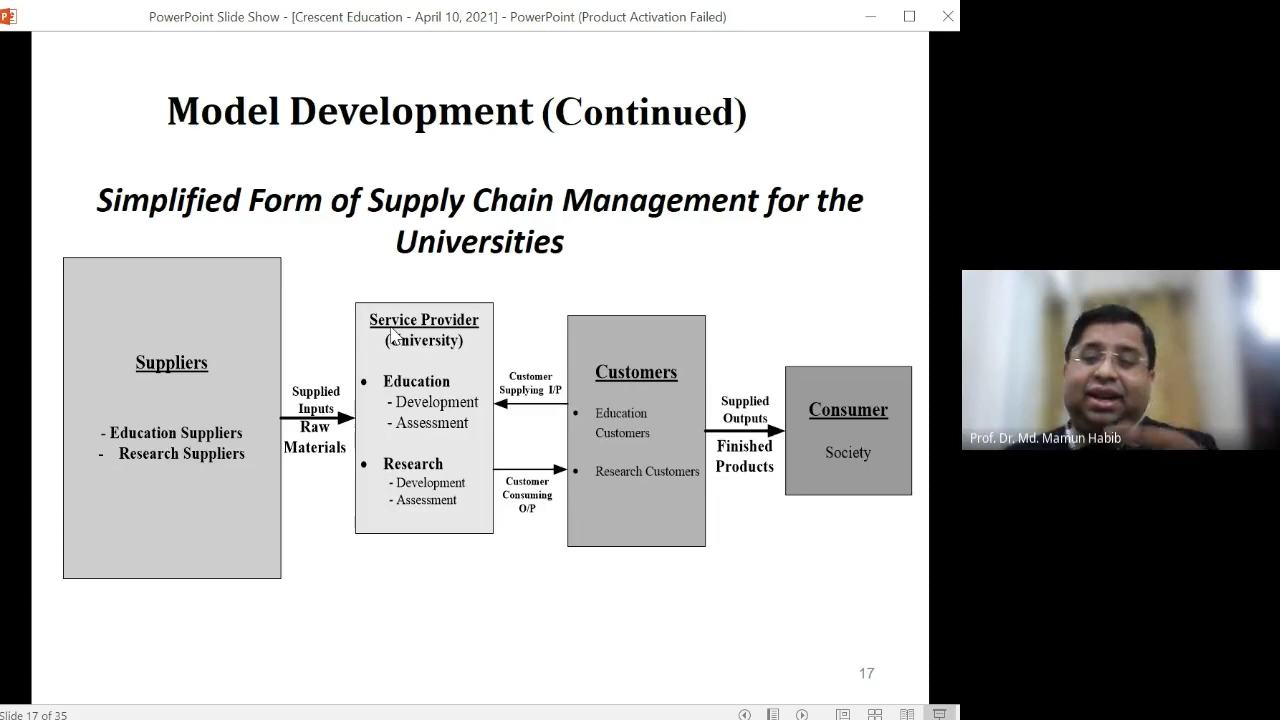 PowerPoint Slide Show - [Crescent Education - April 10, 2021] - PowerPoint (Product Activation Failed)
Model Development (Continued)
Simplified Form of Supply Chain Management for the
Universities
Suppliers
- Education Suppliers
- Research Suppliers
Supplied
Inputs
Raw
Materials
Service Provider
(University)
• Education
- Development
- Assessment
• Research
- Development
- Assessment
Customer
Supplying I/P
Customer
Consuming
O/P
Customers
• Education
Customers
• Research Customers
Supplied
Outputs
Finished
Products
Consumer
Society
Prof. Dr. Md. Mamun Habib
17
Slide 17 of 35